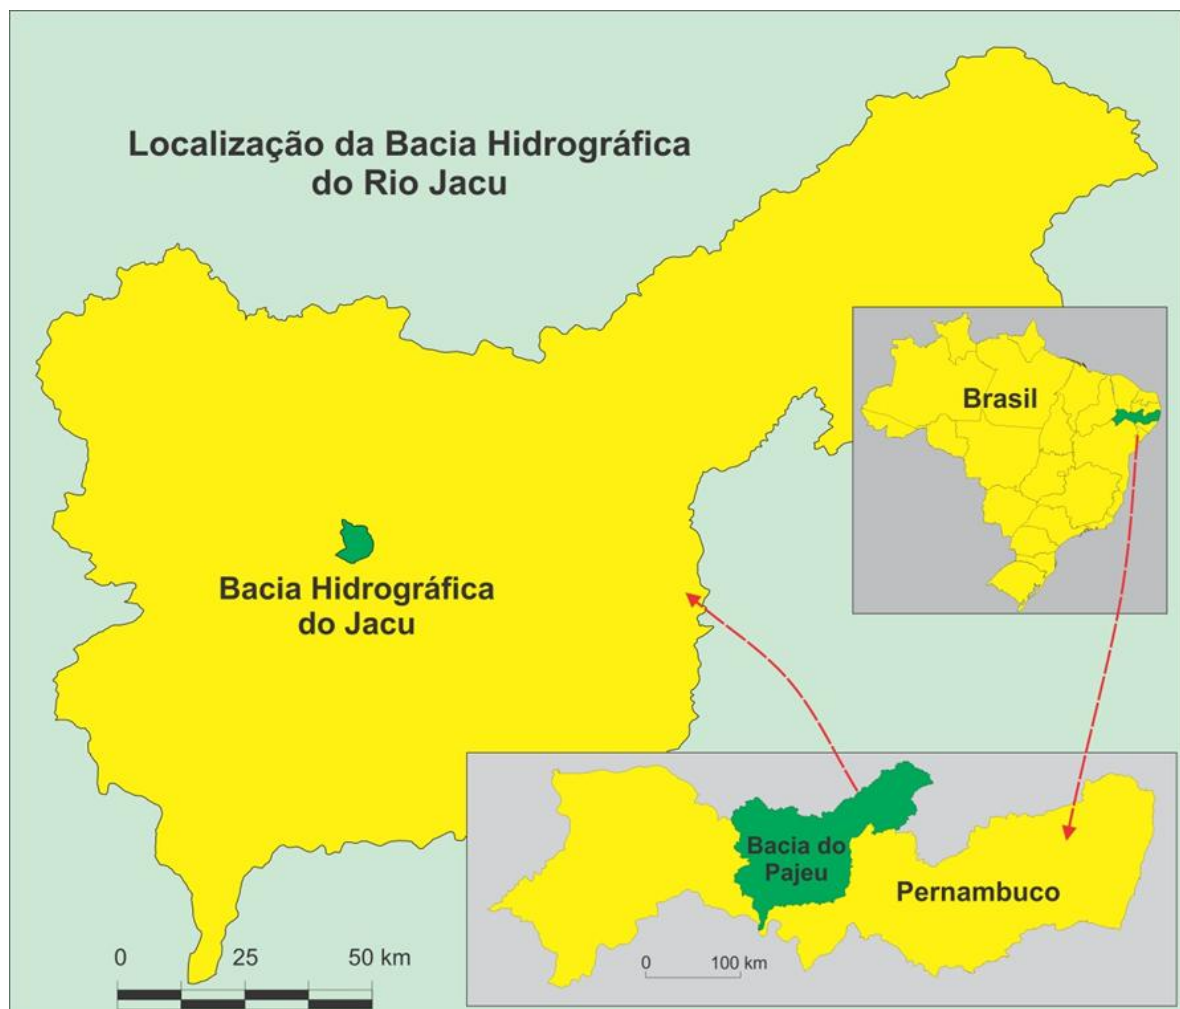 Localização da Bacia Hidrográfica
do Rio Jacu
Brasil
Bacia Hidrográfica
do Jacu
Bacia do
Pajeu
Pernambuco
0 25 50 km
0 100 km